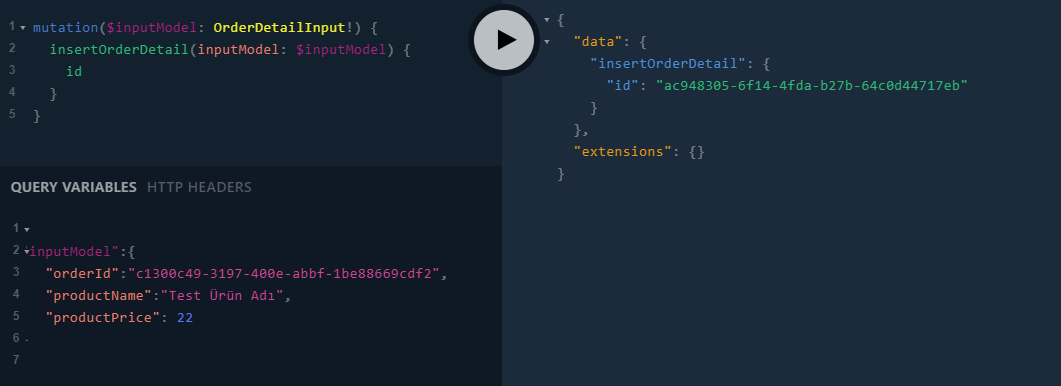 1 mutation($inputModel: OrderDetailInput!) {
2 insertOrderDetail(inputModel: $inputModel) {
3 id
4 }
5 }
QUERY VARIABLES HTTP HEADERS
1
2 inputModel":{
3 "orderId":"c1300c49-3197-400e-abbf-1be88669cdf2",
4 "productName":"Test Ürün Adı",
5 "productPrice": 22
6
7
{
"data": {
"insertOrderDetail": {
"id": "ac948305-6f14-4fda-b27b-64c0d44717eb"
}
},
"extensions": {}
}